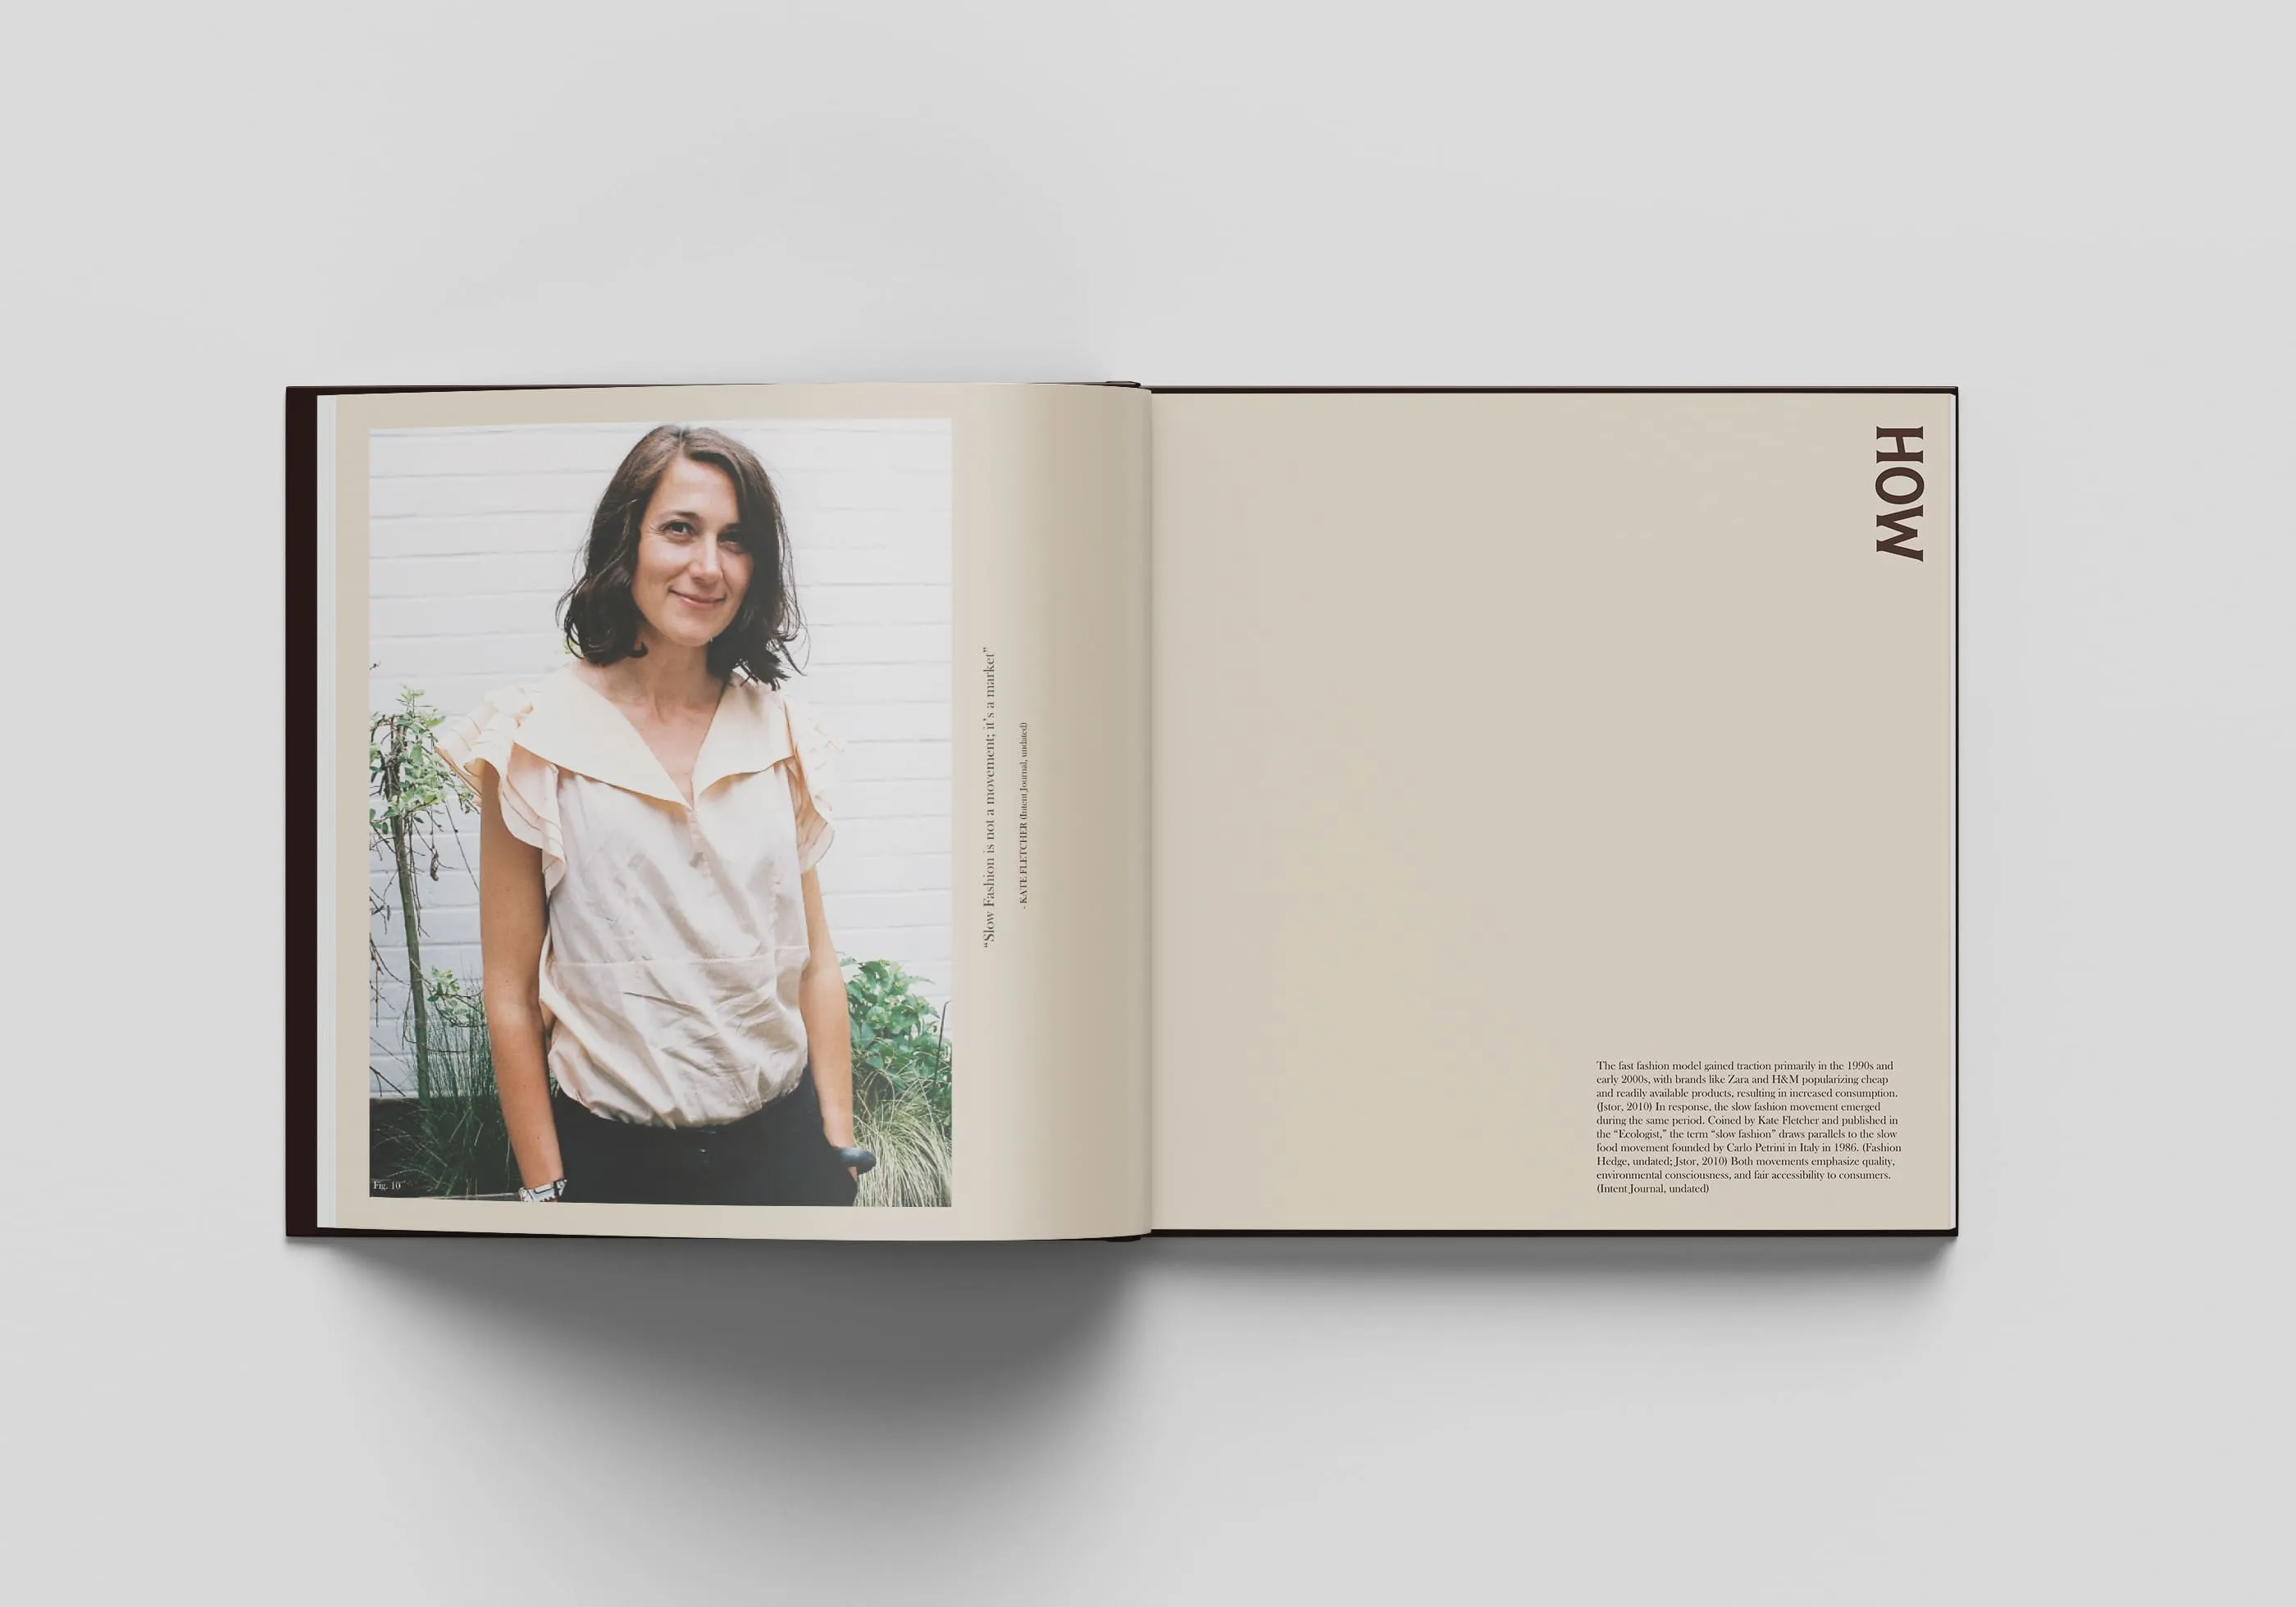 Fig. 10
“Slow Fashion is not a movement; it’s a market”
- KATE FLETCHER (Intent Journal, undated)
HOW
The fast fashion model gained traction primarily in the 1990s and
early 2000s, with brands like Zara and H&M popularizing cheap
and readily available products, resulting in increased consumption.
(Jstor, 2010) In response, the slow fashion movement emerged
during the same period. Coined by Kate Fletcher and published in
the “Ecologist,” the term “slow fashion” draws parallels to the slow
food movement founded by Carlo Petrini in Italy in 1986. (Fashion
Hedge, undated; Jstor, 2010) Both movements emphasize quality,
environmental consciousness, and fair accessibility to consumers.
(Intent Journal, undated)